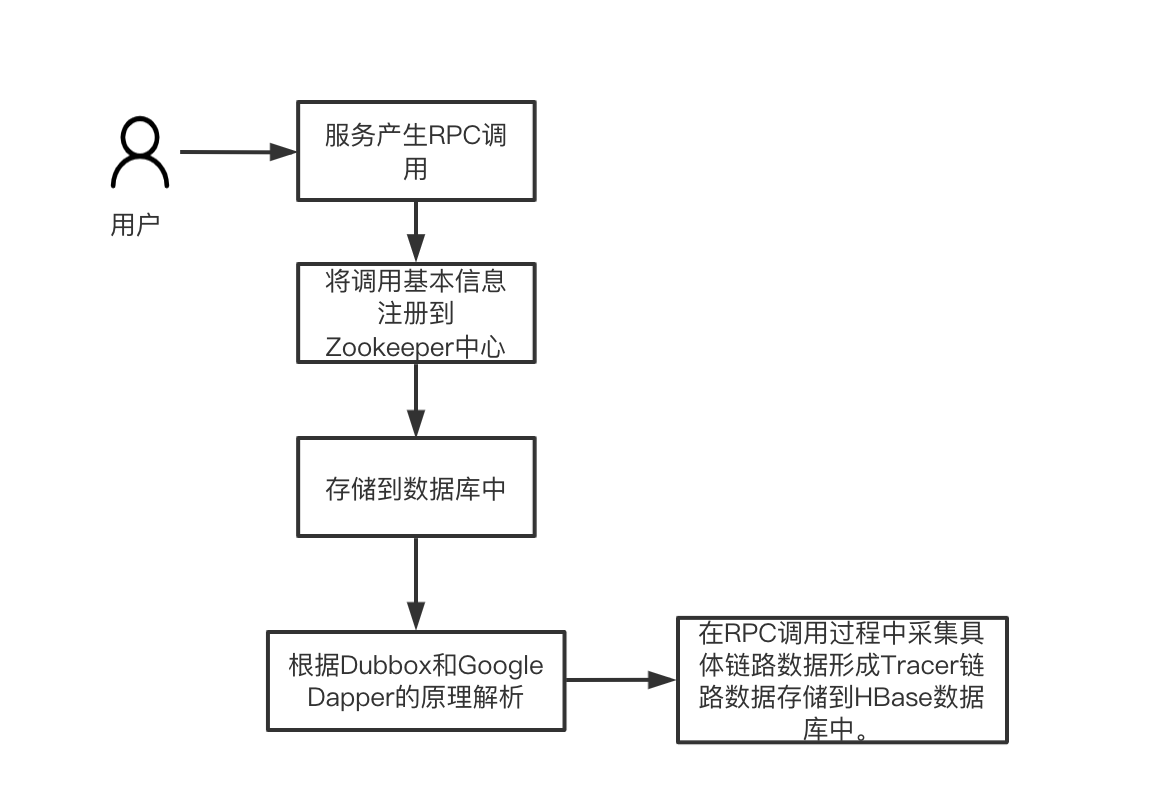 服务产生RPC调
用
用户
将调用基本信息
注册到
Zookeeper中心
存储到数据库中
根据Dubbox和Google
Dapper的原理解析
在RPC调用过程中采集具
体链路数据形成Tracer链
路数据存储到HBase数据
库中。